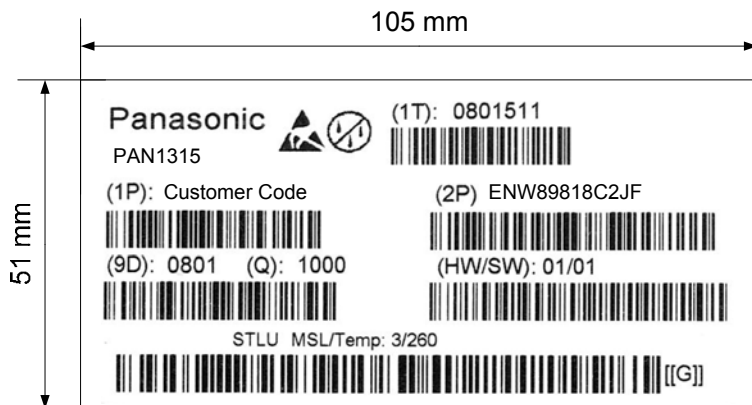 105 mm
51 mm
Panasonic
(1T): 0801511
PAN1315
(1P): Customer Code
(2P) ENW89818C2JF
(9D): 0801 (Q): 1000
(HW/SW): 01/01
STLU MSL/Temp: 3/260
[[G]]